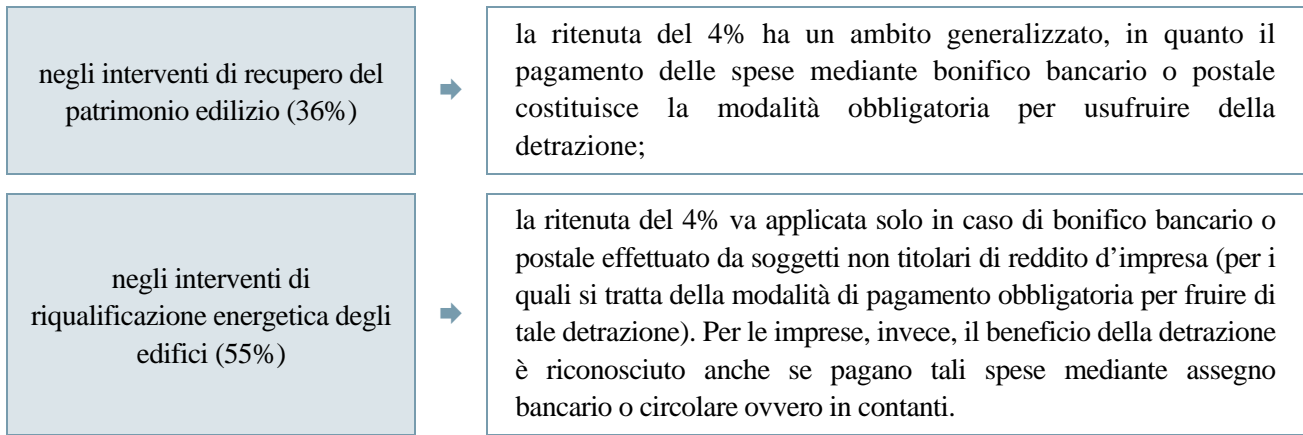 negli interventi di recupero del
patrimonio edilizio (36%)
la ritenuta del 4% ha un ambito generalizzato, in quanto il
pagamento delle spese mediante bonifico bancario o postale
costituisce la modalità obbligatoria per usufruire della
detrazione;
negli interventi di
riqualificazione energetica degli
edifici (55%)
la ritenuta del 4% va applicata solo in caso di bonifico bancario o
postale effettuato da soggetti non titolari di reddito d’impresa (per i
quali si tratta della modalità di pagamento obbligatoria per fruire di
tale detrazione). Per le imprese, invece, il beneficio della detrazione
è riconosciuto anche se pagano tali spese mediante assegno
bancario o circolare ovvero in contanti.